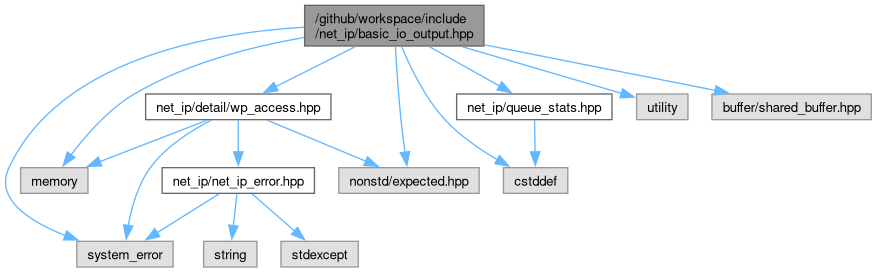 /github/workspace/include
/net_ip/basic_io_output.hpp
net_ip/detail/wp_access.hpp
net_ip/queue_stats.hpp
utility
buffer/shared_buffer.hpp
memory
net_ip/net_ip_error.hpp
nonstd/expected.hpp
cstddef
system_error
string
stdexcept